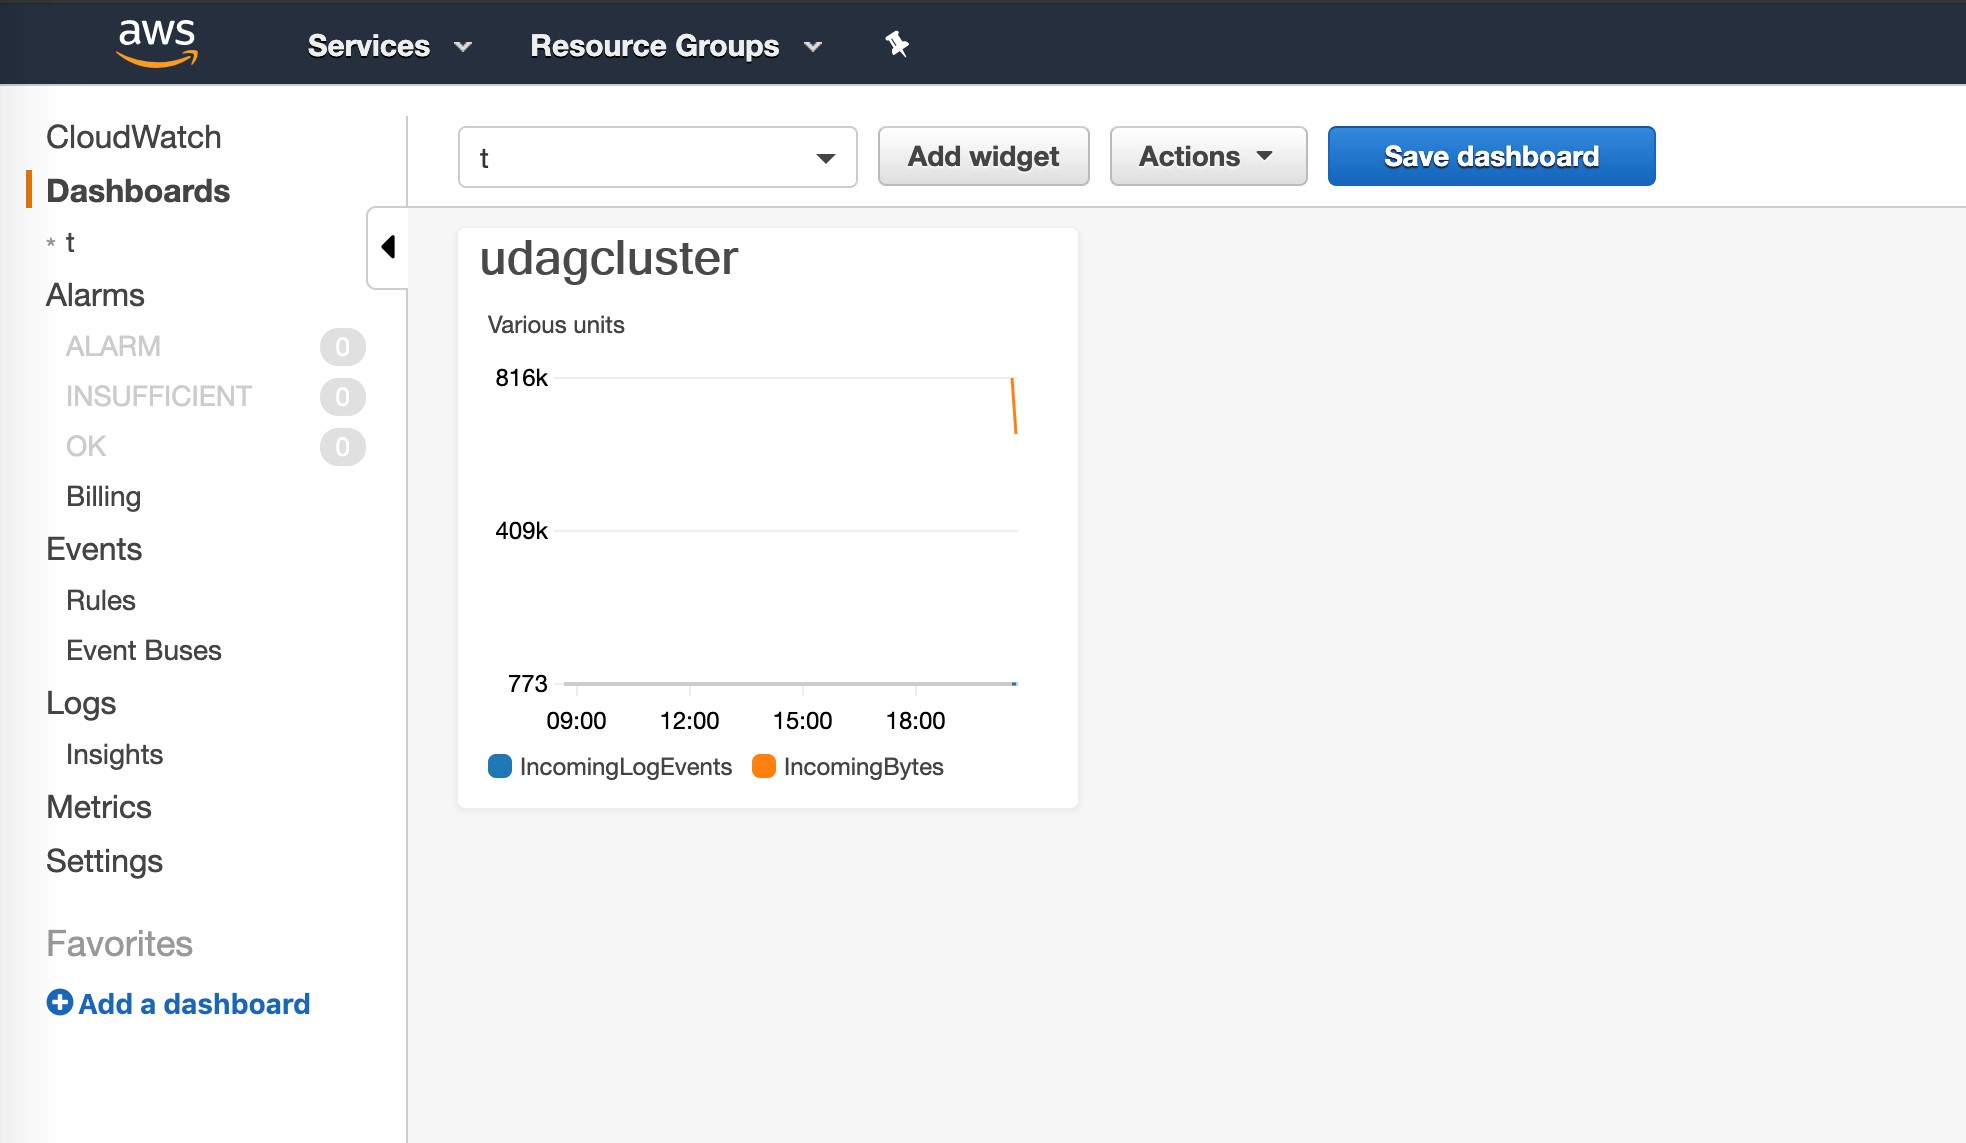 aws Services Resource Groups
CloudWatch
Dashboards
* t
Alarms
ALARM 0
INSUFFICIENT 0
OK 0
Billing
Events
Rules
Event Buses
Logs
Insights
Metrics
Settings
Favorites
Add a dashboard
t Add widget Actions Save dashboard
udagcluster
Various units
816k
409k
773
09:00 12:00 15:00 18:00
IncomingLogEvents IncomingBytes